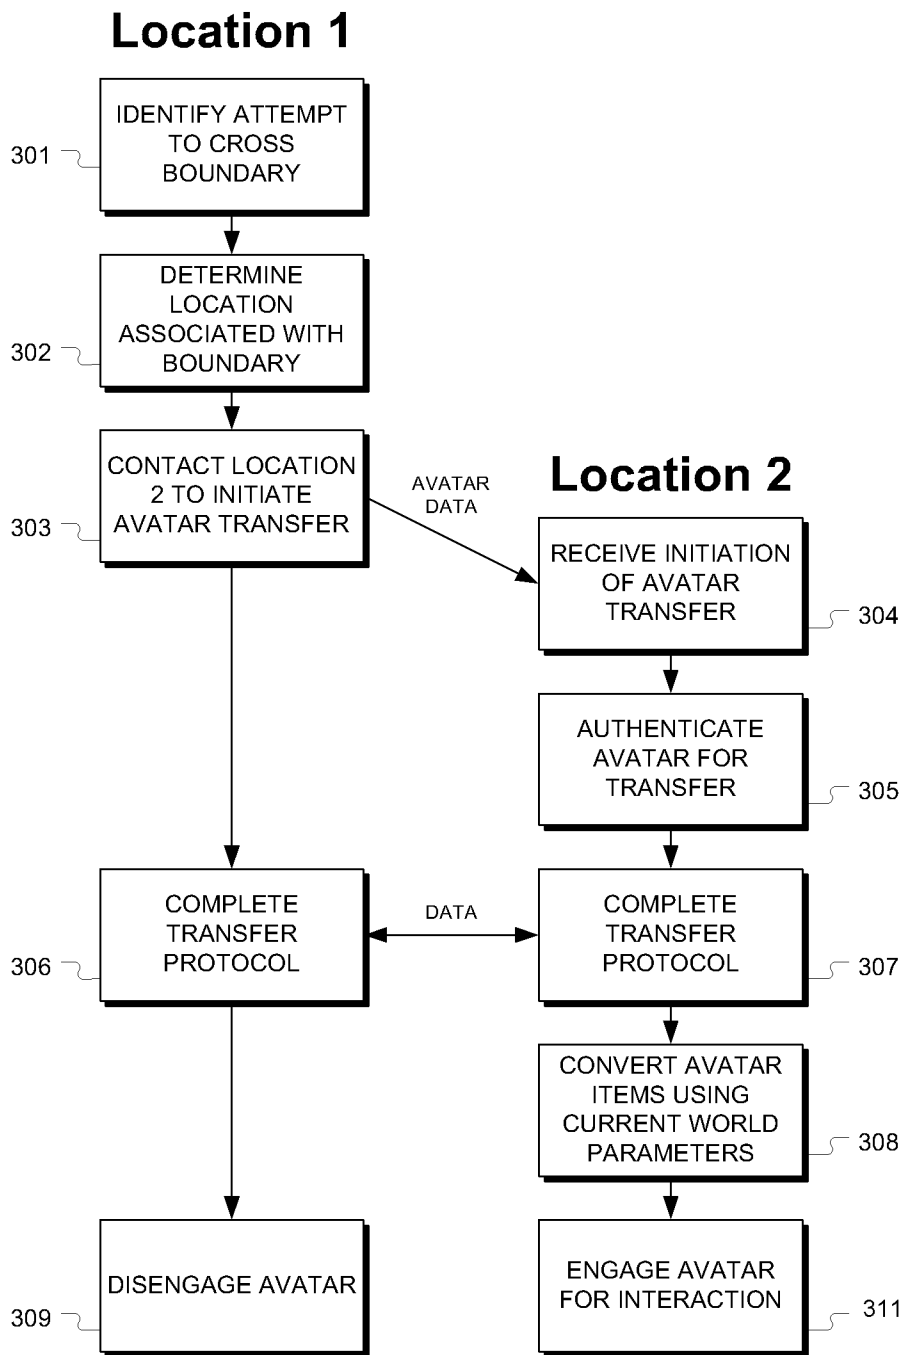 Location 1
IDENTIFY ATTEMPT
TO CROSS
BOUNDARY
301
DETERMINE
LOCATION
ASSOCIATED WITH
BOUNDARY
302
CONTACT LOCATION
2 TO INITIATE
AVATAR TRANSFER
303
AVATAR
DATA
Location 2
RECEIVE INITIATION
OF AVATAR
TRANSFER
304
AUTHENTICATE
AVATAR FOR
TRANSFER
305
COMPLETE
TRANSFER
PROTOCOL
306
DATA
COMPLETE
TRANSFER
PROTOCOL
307
CONVERT AVATAR
ITEMS USING
CURRENT WORLD
PARAMETERS
308
DISENGAGE AVATAR
309
ENGAGE AVATAR
FOR INTERACTION
311